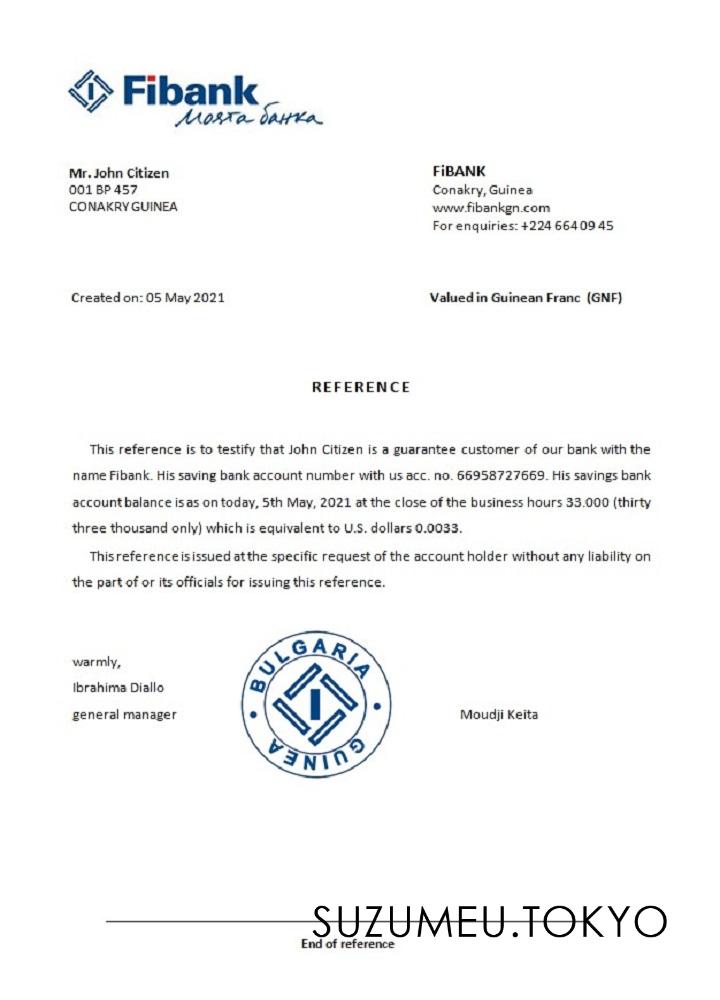 Fibank
Моята банка
Mr. John Citizen
001 BP 457
CONAKRY GUINEA
FiBANK
Conakry, Guinea
www.fibankgn.com
For enquiries: +224 664 09 45
Created on: 05 May 2021
Valued in Guinean Franc (GNF)
REFERENCE
This reference is to testify that John Citizen is a guarantee customer of our bank with the
name Fibank. His saving bank account number with us acc. no. 66958727669. His savings bank
account balance is as on today, 5th May, 2021 at the close of the business hours 33.000 (thirty
three thousand only) which is equivalent to U.S. dollars 0.0033.
This reference is issued at the specific request of the account holder without any liability on
the part of or its officials for issuing this reference.
warmly,
Ibrahima Diallo
general manager
BULGARIA
GUINEA
Moudji Keita
SUZUMEU.TOKYO
End of reference